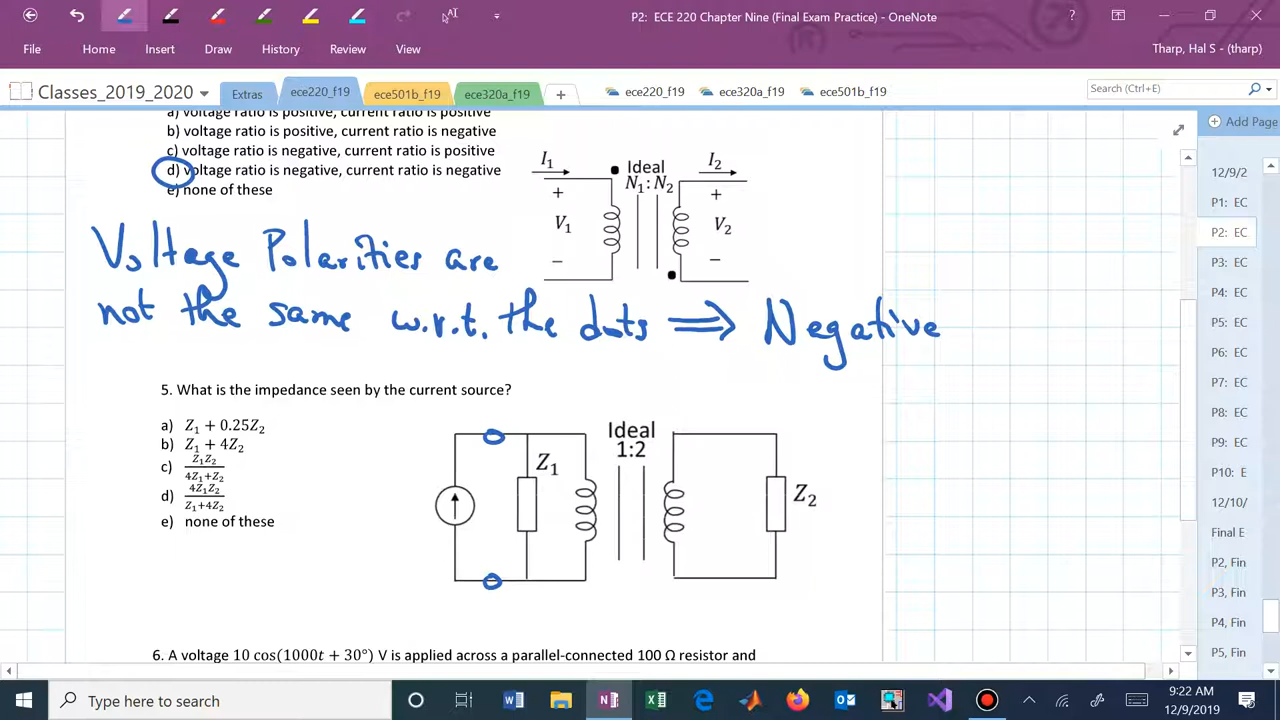 P2: ECE 220 Chapter Nine (Final Exam Practice) - OneNote
File Home Insert Draw History Review View
Tharp, Hal S - (tharp)
Classes_2019_2020
Extras
ece220_f19
ece501b_f19
ece320a_f19
ece220_f19
ece320a_f19
ece501b_f19
Search (Ctrl+E)
Add Page
12/9/2
P1: EC
P2: EC
P3: EC
P4: EC
P5: EC
P6: EC
P7: EC
P8: EC
P9: EC
P10: E
12/10/
Final E
P2, Fin
P3, Fin
P4, Fin
P5, Fin
a) voltage ratio is positive, current ratio is positive
b) voltage ratio is positive, current ratio is negative
c) voltage ratio is negative, current ratio is positive
d) voltage ratio is negative, current ratio is negative
e) none of these
I₁
Ideal
N₁: N₂
I₂
+
V₁
−
+
V₂
−
Voltage Polarities are
not the same w.r.t. the dots ⟹ Negative
5. What is the impedance seen by the current source?
a) Z₁ + 0.25Z₂
b) Z₁ + 4Z₂
c) Z₁Z₂ / 4Z₁+Z₂
d) 4Z₁Z₂ / Z₁+4Z₂
e) none of these
Ideal
1:2
Z₁
Z₂
6. A voltage 10 cos(1000t + 30°) V is applied across a parallel-connected 100 Ω resistor and
Type here to search
9:22 AM
12/9/2019